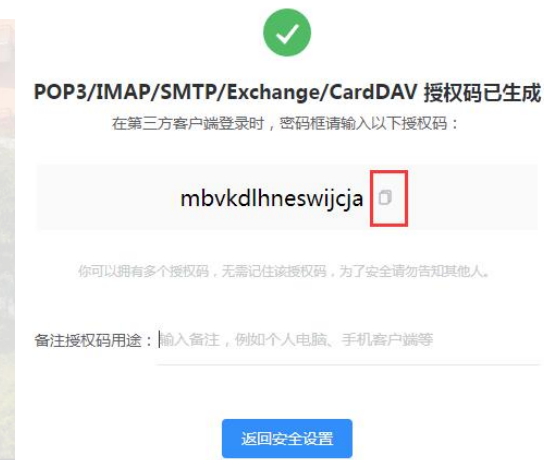 POP3/IMAP/SMTP/Exchange/CardDAV 授权码已生成
在第三方客户端登录时，密码框请输入以下授权码：
mbvkdlhneswijcja
你可以拥有多个授权码，无需记住该授权码，为了安全请勿告知其他人。
备注授权码用途：输入备注，例如个人电脑、手机客户端等
返回安全设置